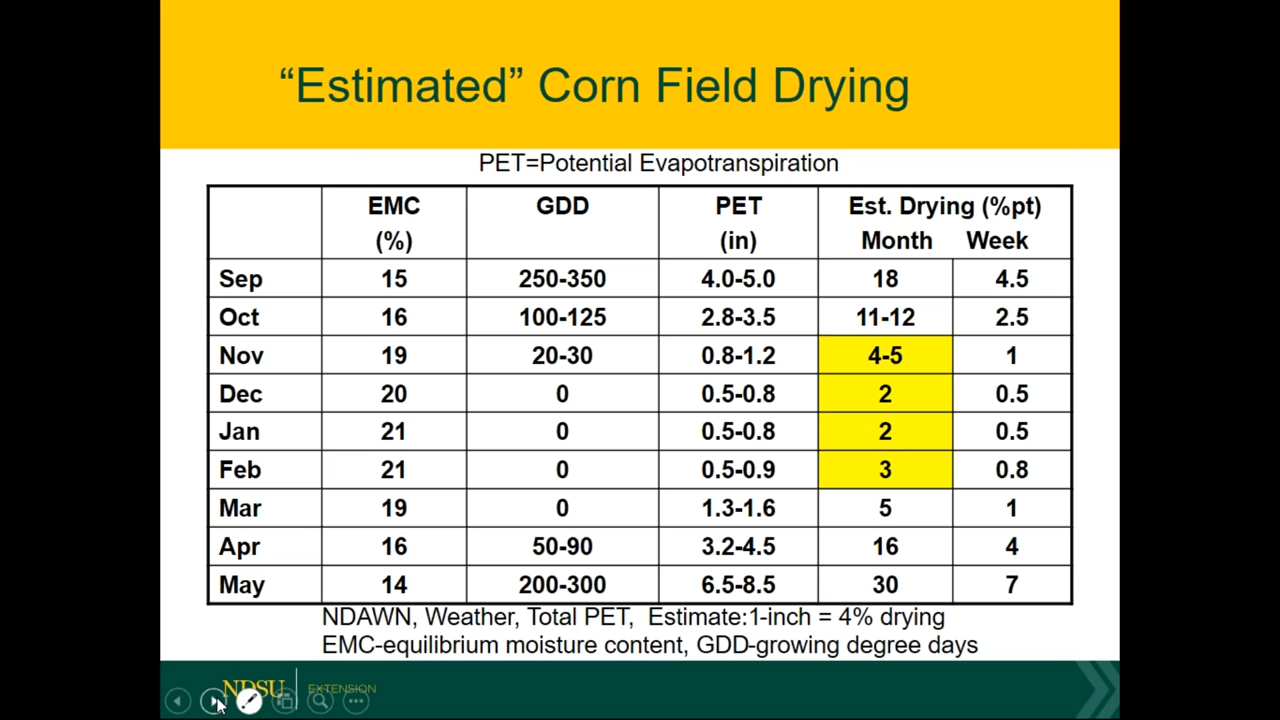 “Estimated” Corn Field Drying
PET=Potential Evapotranspiration
EMC GDD PET Est. Drying (%pt)
(%) (in) Month Week
Sep 15 250-350 4.0-5.0 18 4.5
Oct 16 100-125 2.8-3.5 11-12 2.5
Nov 19 20-30 0.8-1.2 4-5 1
Dec 20 0 0.5-0.8 2 0.5
Jan 21 0 0.5-0.8 2 0.5
Feb 21 0 0.5-0.9 3 0.8
Mar 19 0 1.3-1.6 5 1
Apr 16 50-90 3.2-4.5 16 4
May 14 200-300 6.5-8.5 30 7
NDAWN, Weather, Total PET, Estimate:1-inch = 4% drying
EMC-equilibrium moisture content, GDD-growing degree days
NDSU EXTENSION